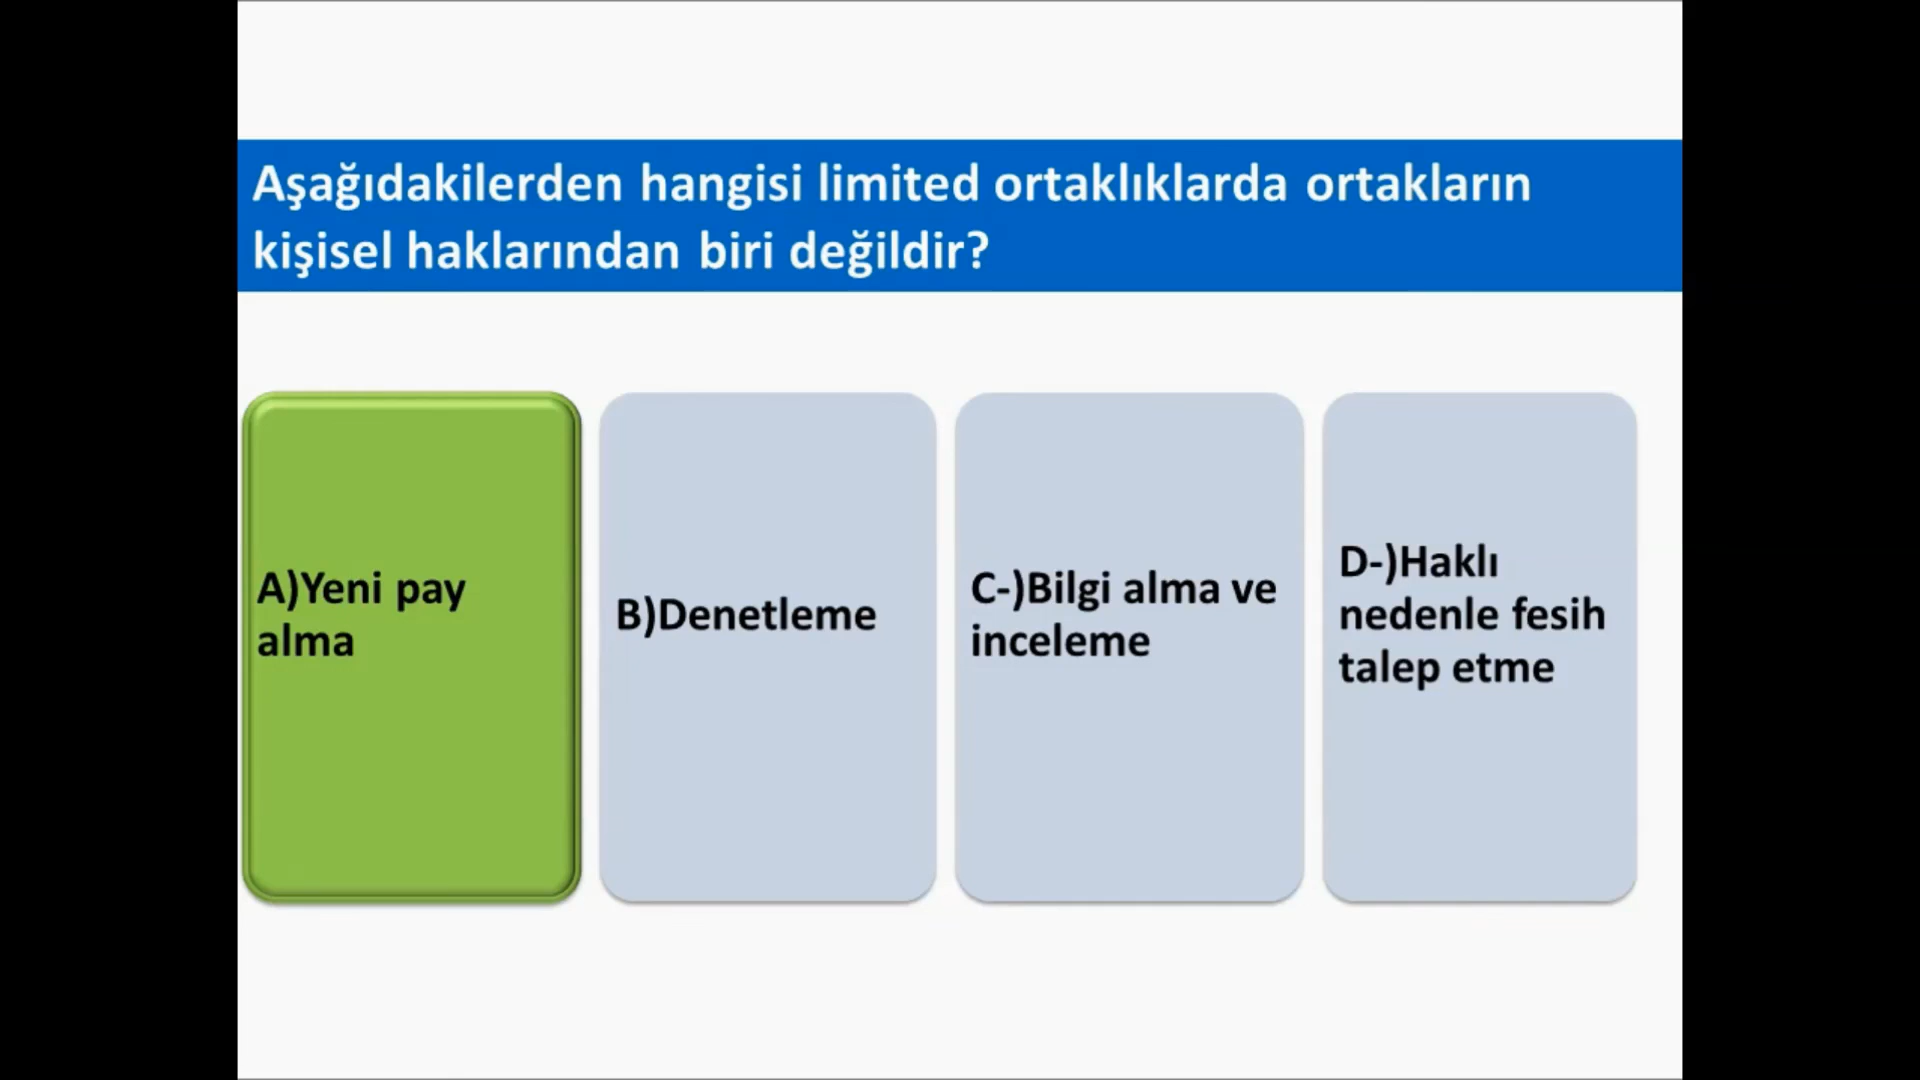 Aşağıdakilerden hangisi limited ortaklıklarda ortakların
kişisel haklarından biri değildir?
A)Yeni pay
alma
B)Denetleme
C-)Bilgi alma ve
inceleme
D-)Haklı
nedenle fesih
talep etme